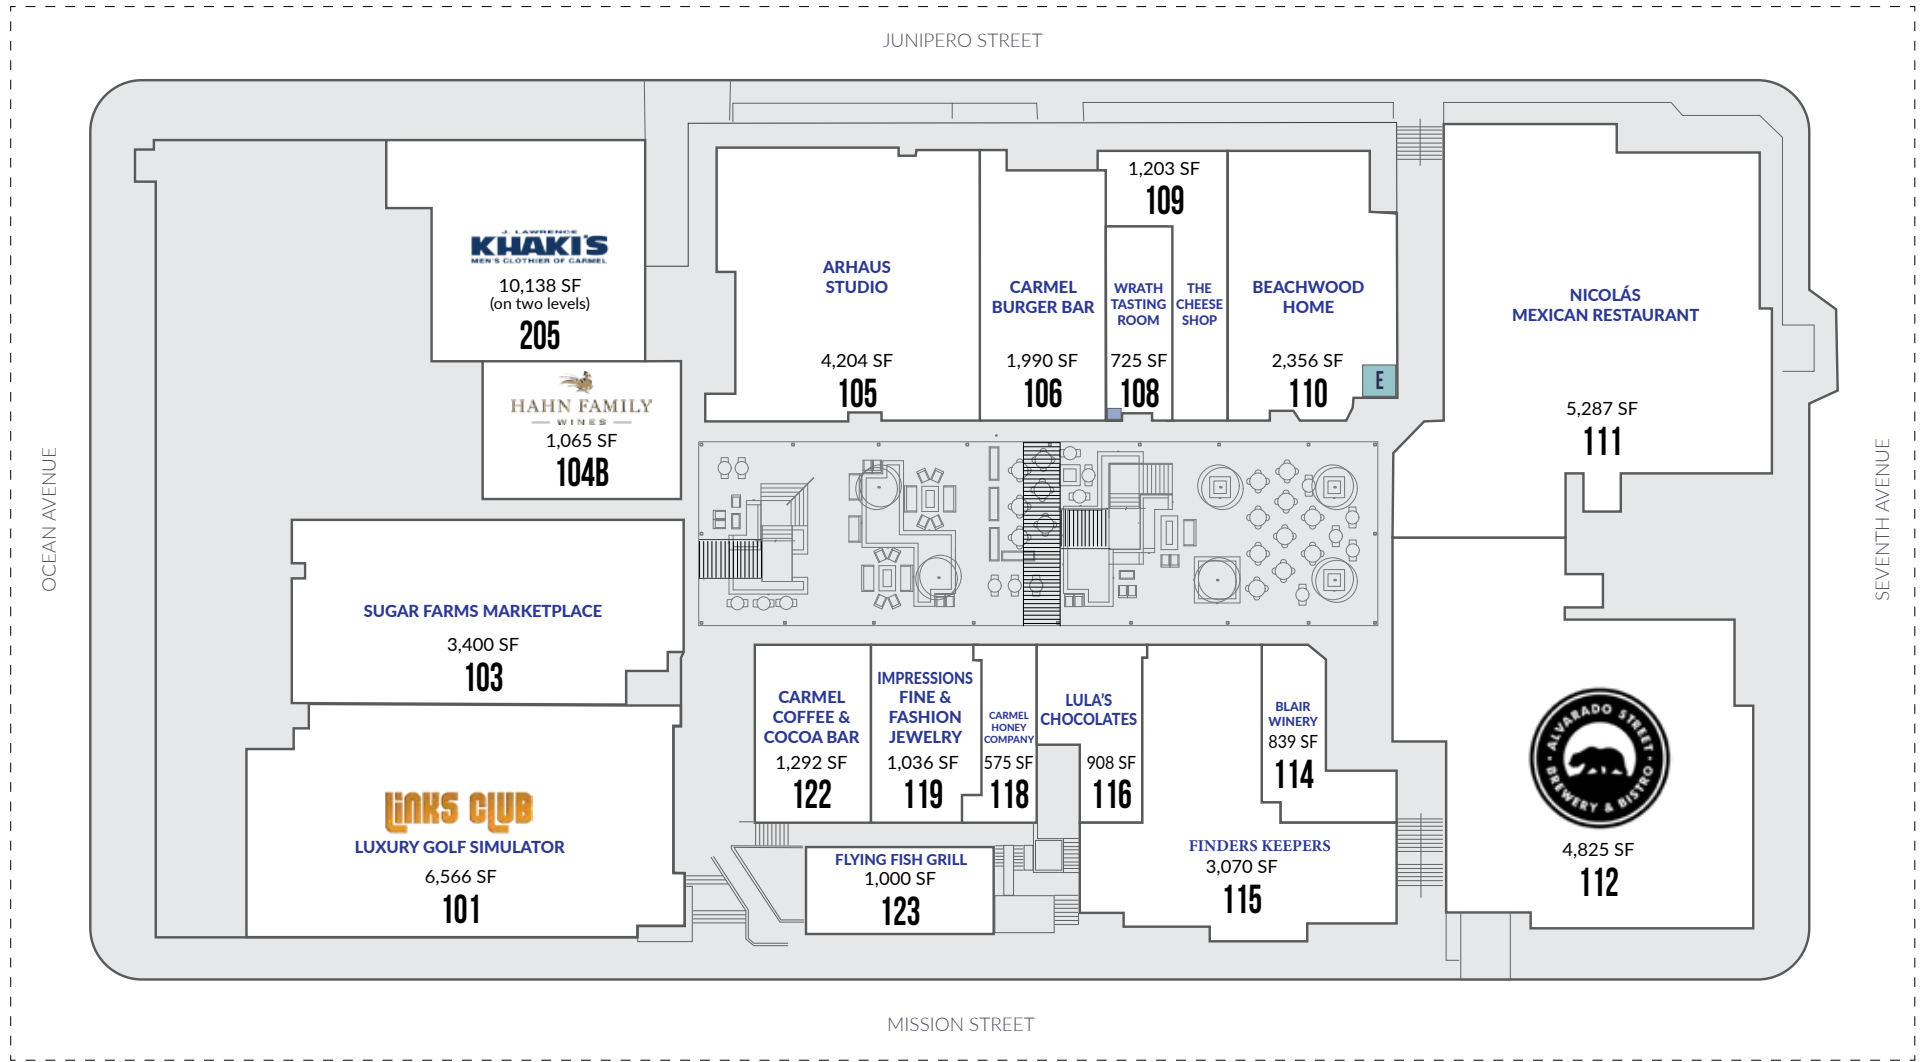 JUNIPERO STREET
OCEAN AVENUE
J. LAWRENCE
KHAKI'S
MEN'S CLOTHIER OF CARMEL
10,138 SF
(on two levels)
205
HAHN FAMILY
WINES
1,065 SF
104B
ARHAUS
STUDIO
4,204 SF
105
CARMEL
BURGER BAR
1,990 SF
106
WRATH
TASTING
ROOM
725 SF
108
1,203 SF
109
THE
CHEESE
SHOP
BEACHWOOD
HOME
2,356 SF
110
E
NICOLÁS
MEXICAN RESTAURANT
5,287 SF
111
SEVENTH AVENUE
SUGAR FARMS MARKETPLACE
3,400 SF
103
LINKS CLUB
LUXURY GOLF SIMULATOR
6,566 SF
101
CARMEL
COFFEE &
COCOA BAR
1,292 SF
122
IMPRESSIONS
FINE &
FASHION
JEWELRY
1,036 SF
119
CARMEL
HONEY
COMPANY
575 SF
118
LULA'S
CHOCOLATES
908 SF
116
BLAIR
WINERY
839 SF
114
FLYING FISH GRILL
1,000 SF
123
FINDERS KEEPERS
3,070 SF
115
ALVARADO STREET
BREWERY & BISTRO
4,825 SF
112
MISSION STREET